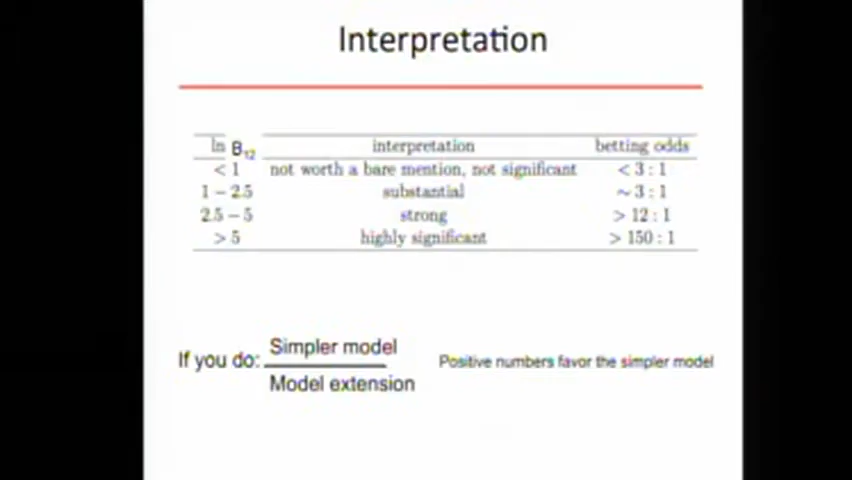 Interpretation
ln B12 interpretation betting odds
< 1 not worth a bare mention, not significant < 3 : 1
1 − 2.5 substantial ~ 3 : 1
2.5 − 5 strong > 12 : 1
> 5 highly significant > 150 : 1
Simpler model
If you do: Positive numbers favor the simpler model
Model extension